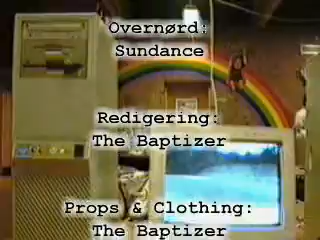 Overnørd:
Sundance
Redigering:
The Baptizer
Props & Clothing:
The Baptizer